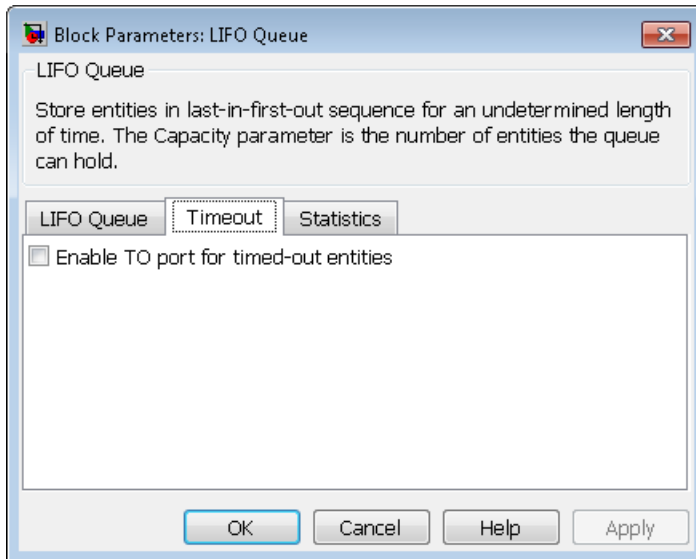 Block Parameters: LIFO Queue
LIFO Queue
Store entities in last-in-first-out sequence for an undetermined length
of time. The Capacity parameter is the number of entities the queue
can hold.
LIFO Queue Timeout Statistics
Enable TO port for timed-out entities
OK Cancel Help Apply